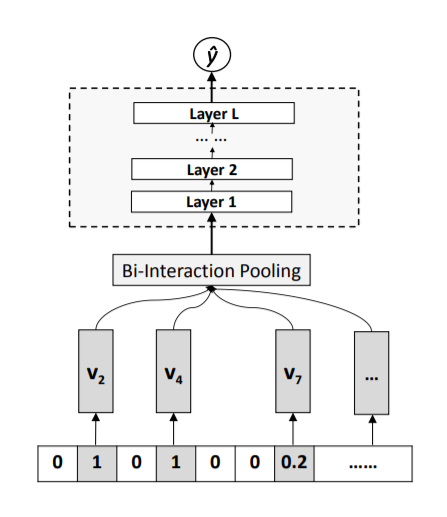 ŷ
Layer L
... ...
Layer 2
Layer 1
Bi-Interaction Pooling
v₂ v₄ v₇ ...
0 1 0 1 0 0 0.2 ......